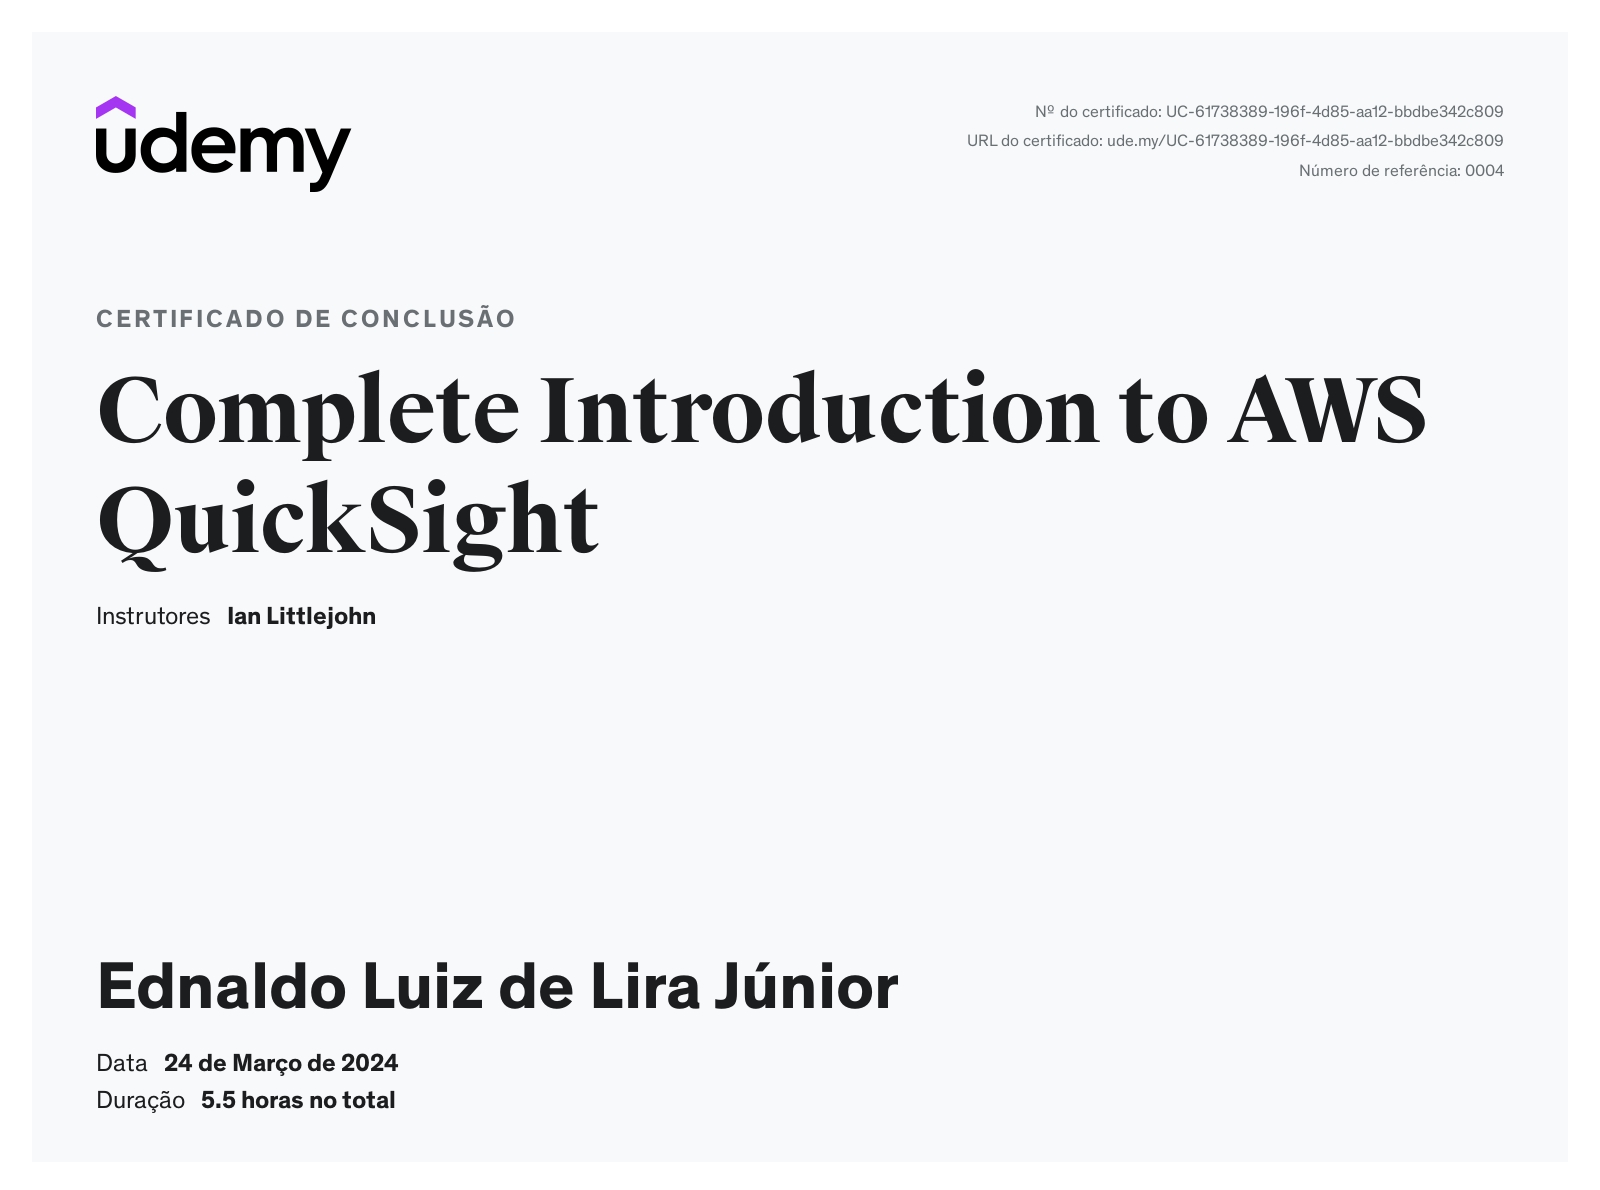 udemy
Nº do certificado: UC-61738389-196f-4d85-aa12-bbdbe342c809
URL do certificado: ude.my/UC-61738389-196f-4d85-aa12-bbdbe342c809
Número de referência: 0004
CERTIFICADO DE CONCLUSÃO
Complete Introduction to AWS
QuickSight
Instrutores Ian Littlejohn
Ednaldo Luiz de Lira Júnior
Data 24 de Março de 2024
Duração 5.5 horas no total